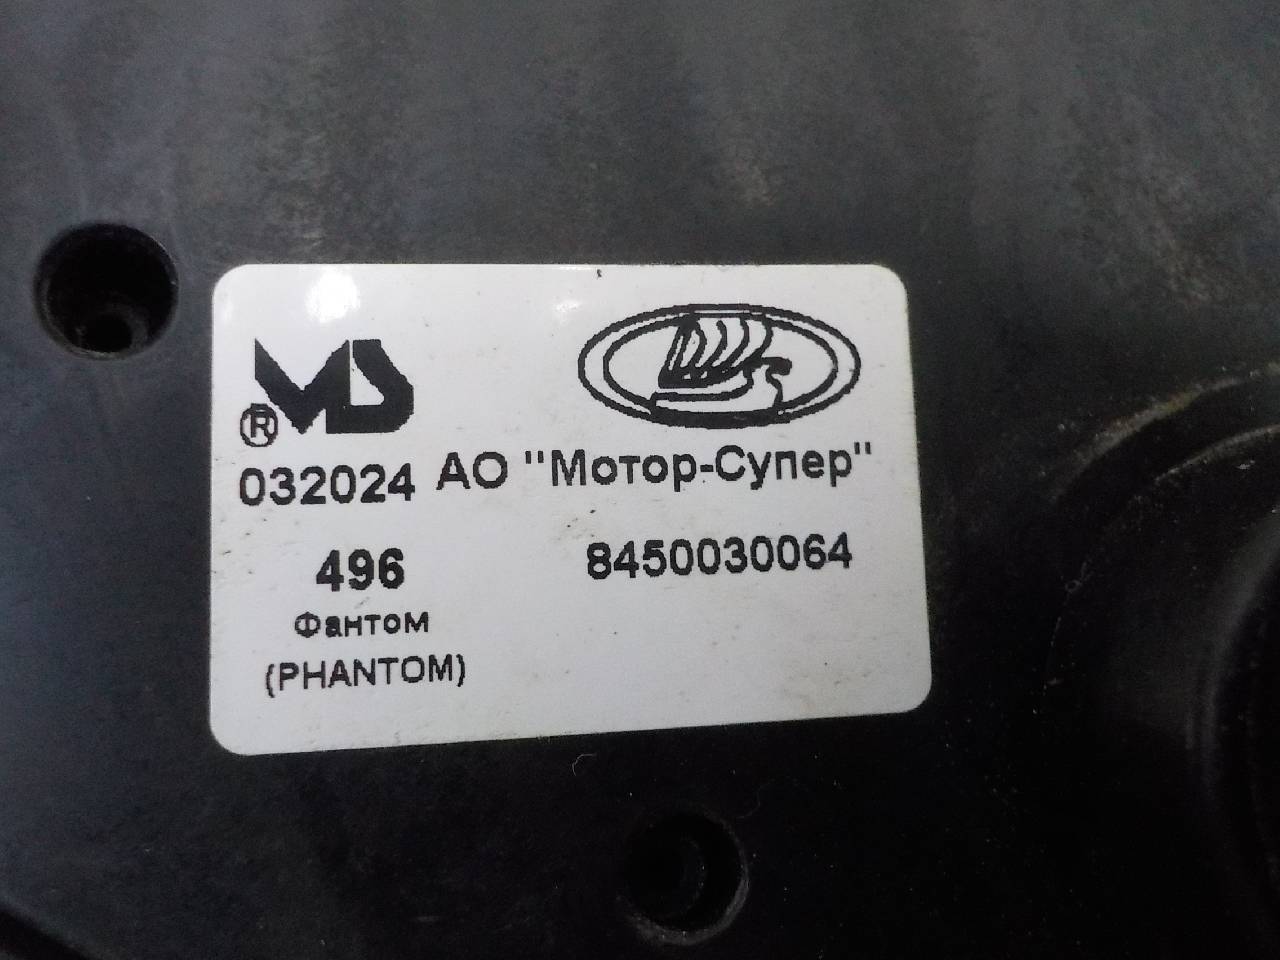 MS
®
032024 АО "Мотор-Супер"
496 8450030064
Фантом
(PHANTOM)